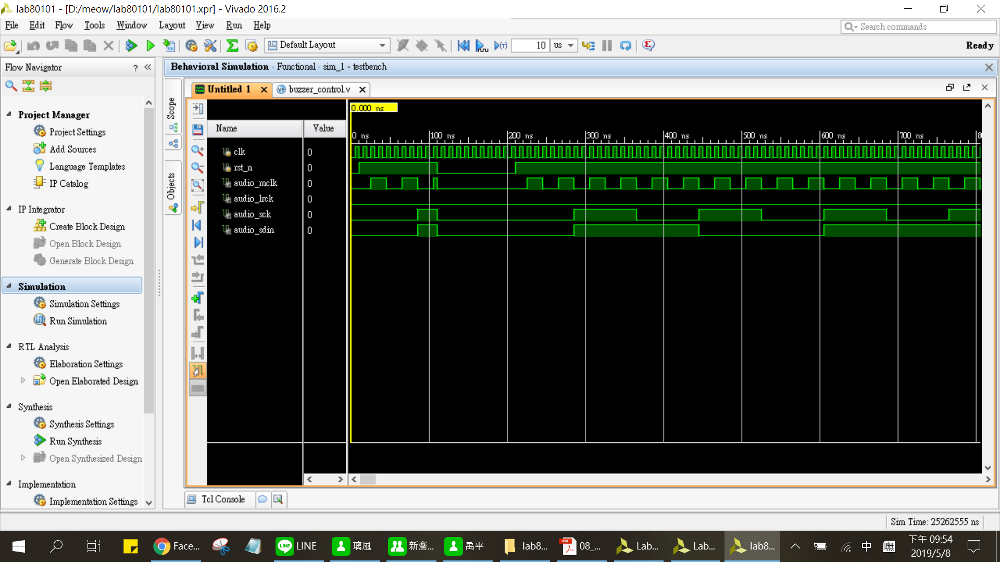 lab80101 - [D:/meow/lab80101/lab80101.xpr] - Vivado 2016.2
File Edit Flow Tools Window Layout View Run Help
Search commands
Default Layout
10 us
Ready
Flow Navigator ? «
Behavioral Simulation - Functional - sim_1 - testbench
Untitled 1
buzzer_control.v
Scope
Objects
Project Manager
Project Settings
Add Sources
Language Templates
IP Catalog
IP Integrator
Create Block Design
Open Block Design
Generate Block Design
Simulation
Simulation Settings
Run Simulation
RTL Analysis
Elaboration Settings
Open Elaborated Design
Synthesis
Synthesis Settings
Run Synthesis
Open Synthesized Design
Implementation
Implementation Settings
0.000 ns
Name Value
0 ns 100 ns 200 ns 300 ns 400 ns 500 ns 600 ns 700 ns 8
clk 0
rst_n 0
audio_mclk 0
audio_lrck 0
audio_sck 0
audio_sdin 0
Tcl Console
Sim Time: 25262555 ns
Face...
LINE
璃風
新齋...
禹平
lab8...
08_...
Lab...
Lab...
lab8...
中
下午 09:54
2019/5/8